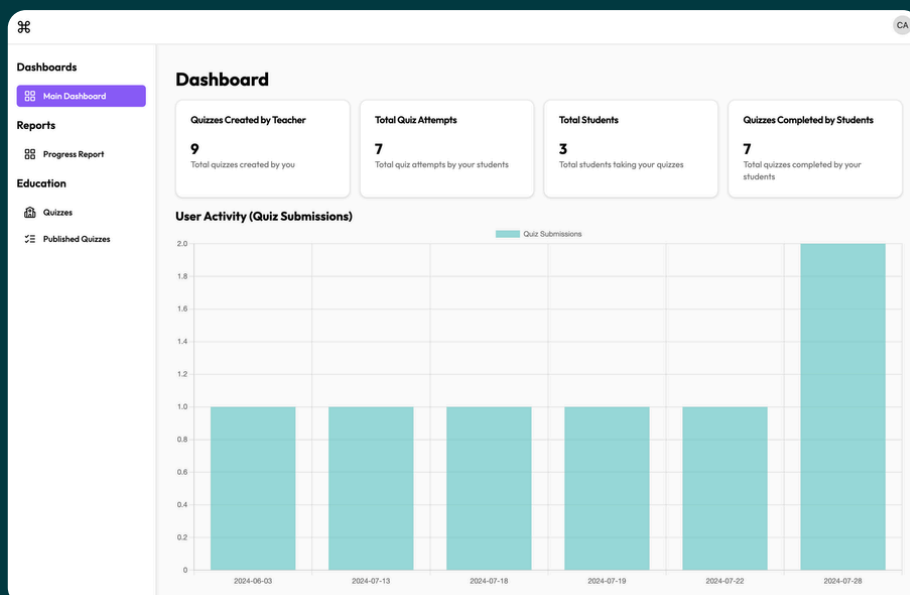 ⌘
CA
Dashboards
Main Dashboard
Reports
Progress Report
Education
Quizzes
Published Quizzes
Dashboard
Quizzes Created by Teacher
9
Total quizzes created by you
Total Quiz Attempts
7
Total quiz attempts by your students
Total Students
3
Total students taking your quizzes
Quizzes Completed by Students
7
Total quizzes completed by your
students
User Activity (Quiz Submissions)
Quiz Submissions
2.0
1.8
1.6
1.4
1.2
1.0
0.8
0.6
0.4
0.2
0
2024-06-03
2024-07-13
2024-07-18
2024-07-19
2024-07-22
2024-07-28